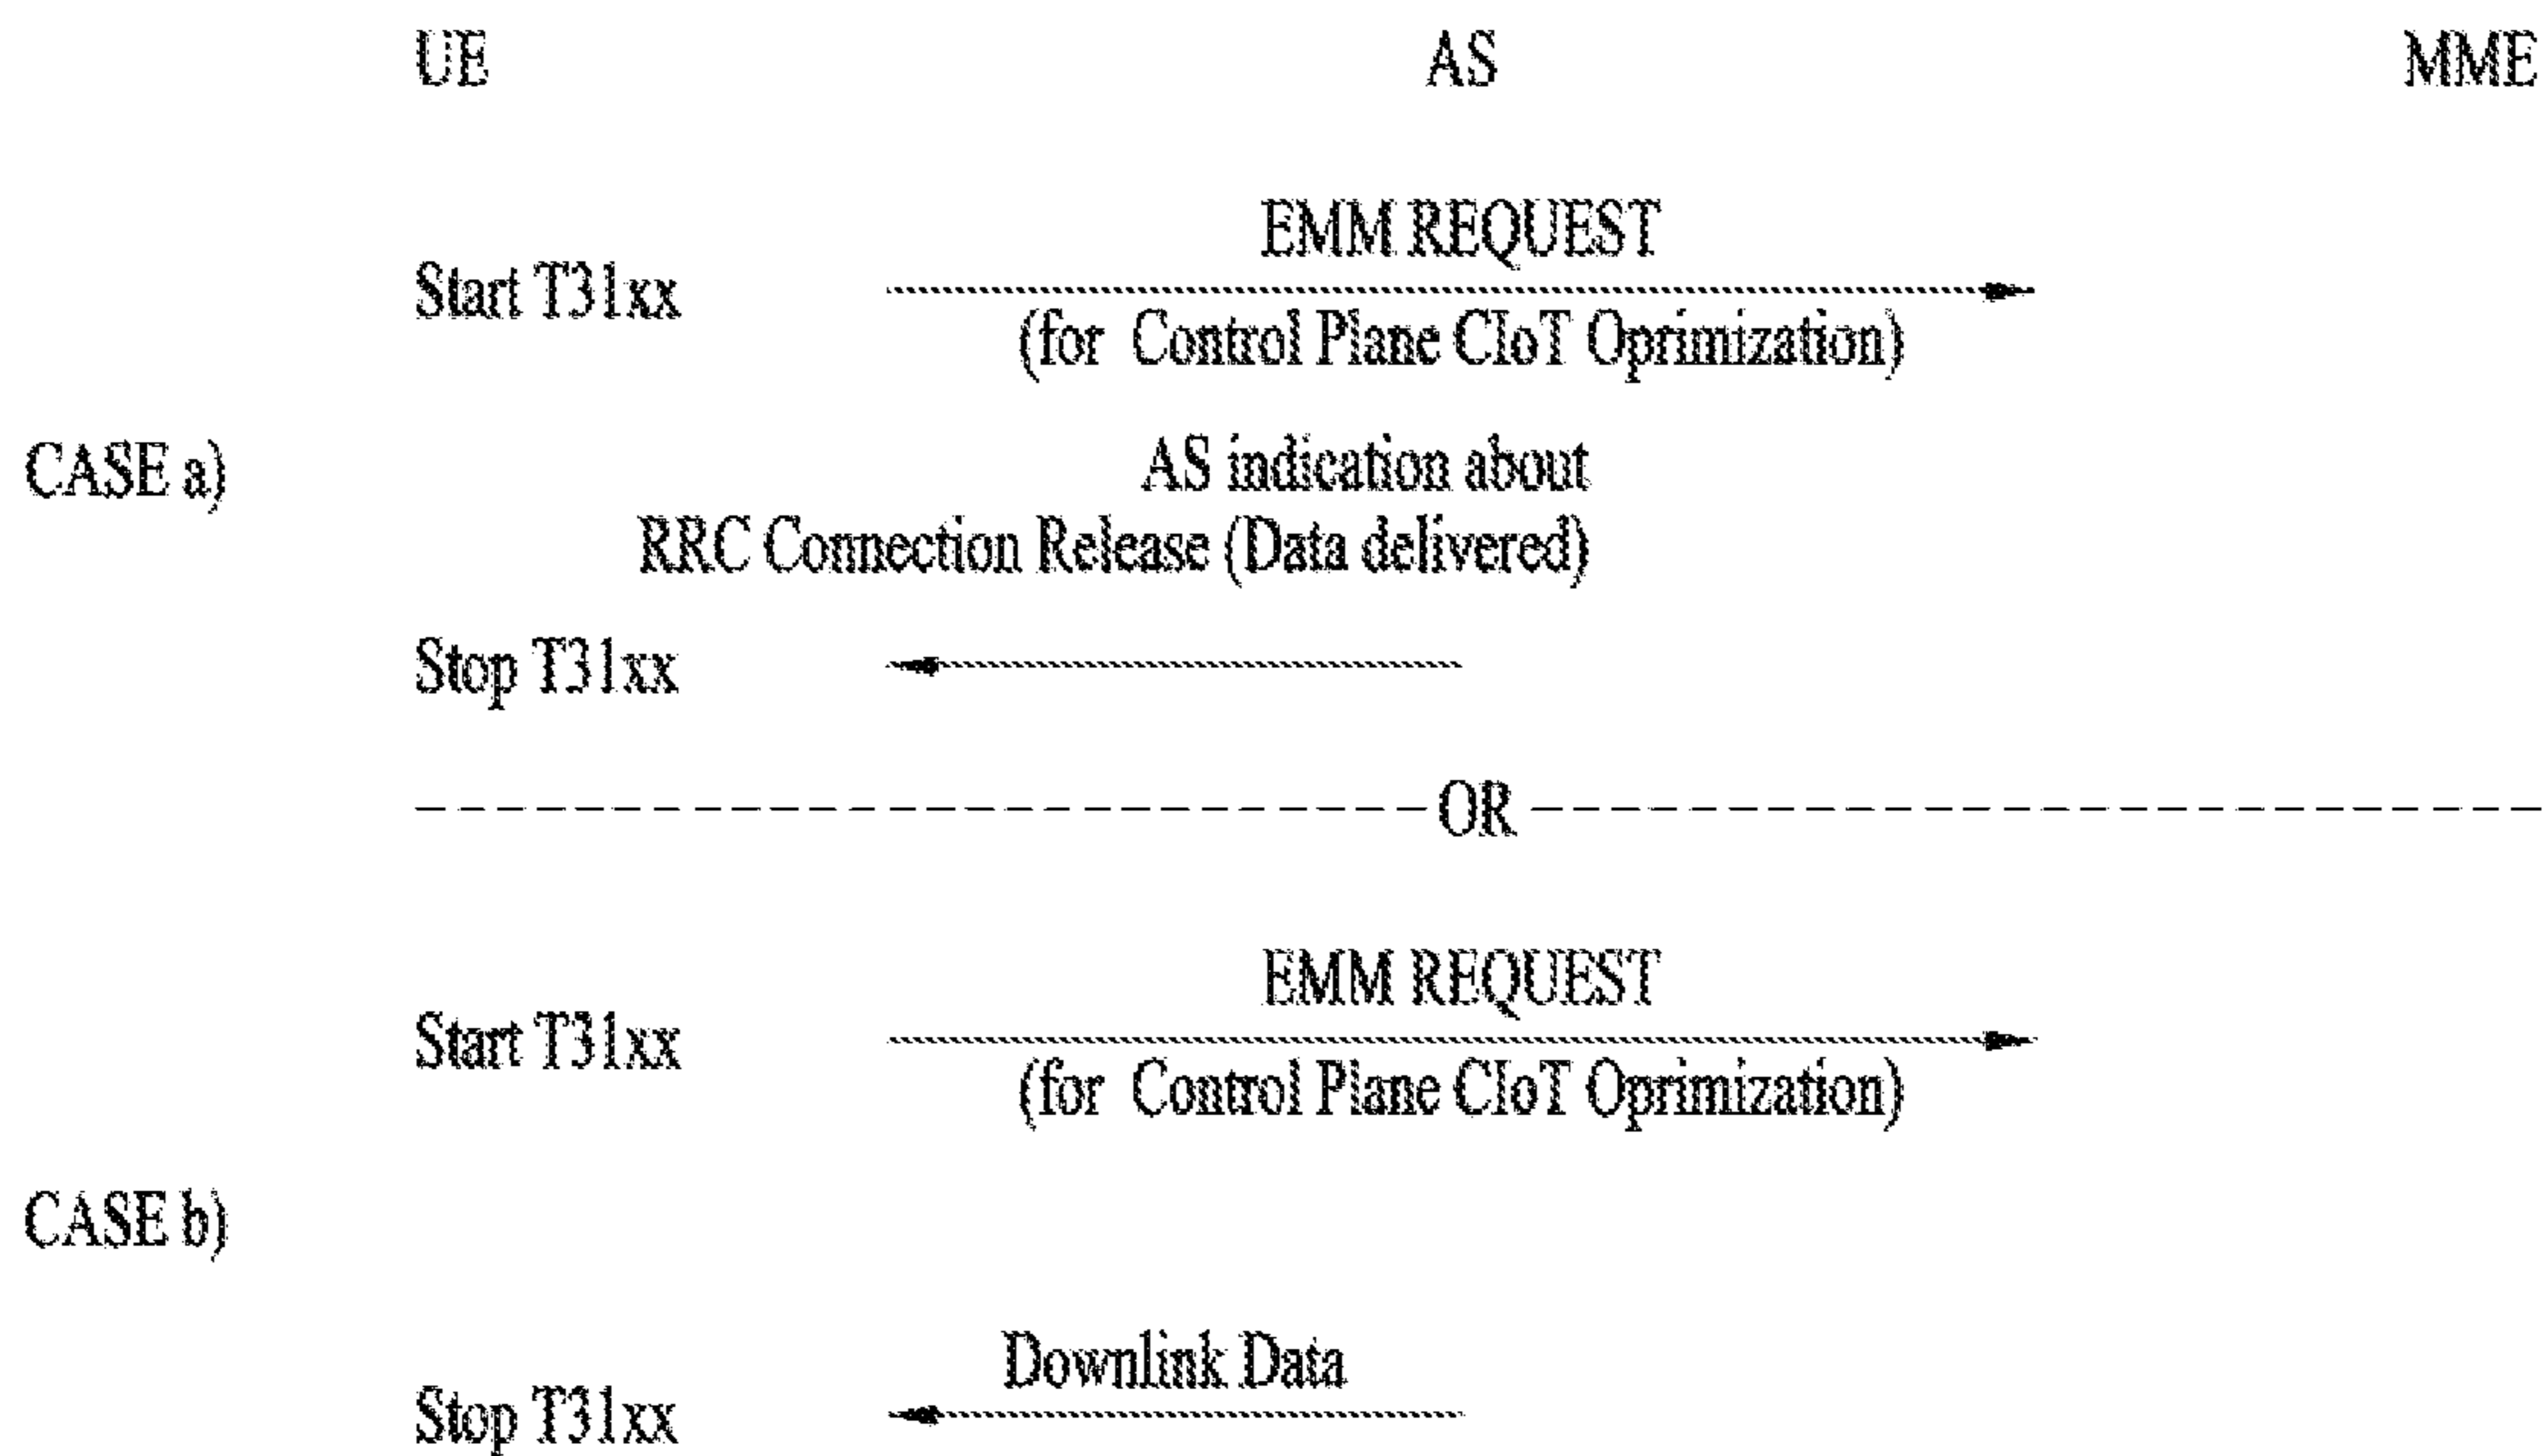 UE AS MME
EMM REQUEST
Start T31xx
(for Control Plane CIoT Oprimization)
CASE a)
AS indication about
RRC Connection Release (Data delivered)
Stop T31xx
OR
EMM REQUEST
Start T31xx
(for Control Plane CIoT Oprimization)
CASE b)
Downlink Data
Stop T31xx